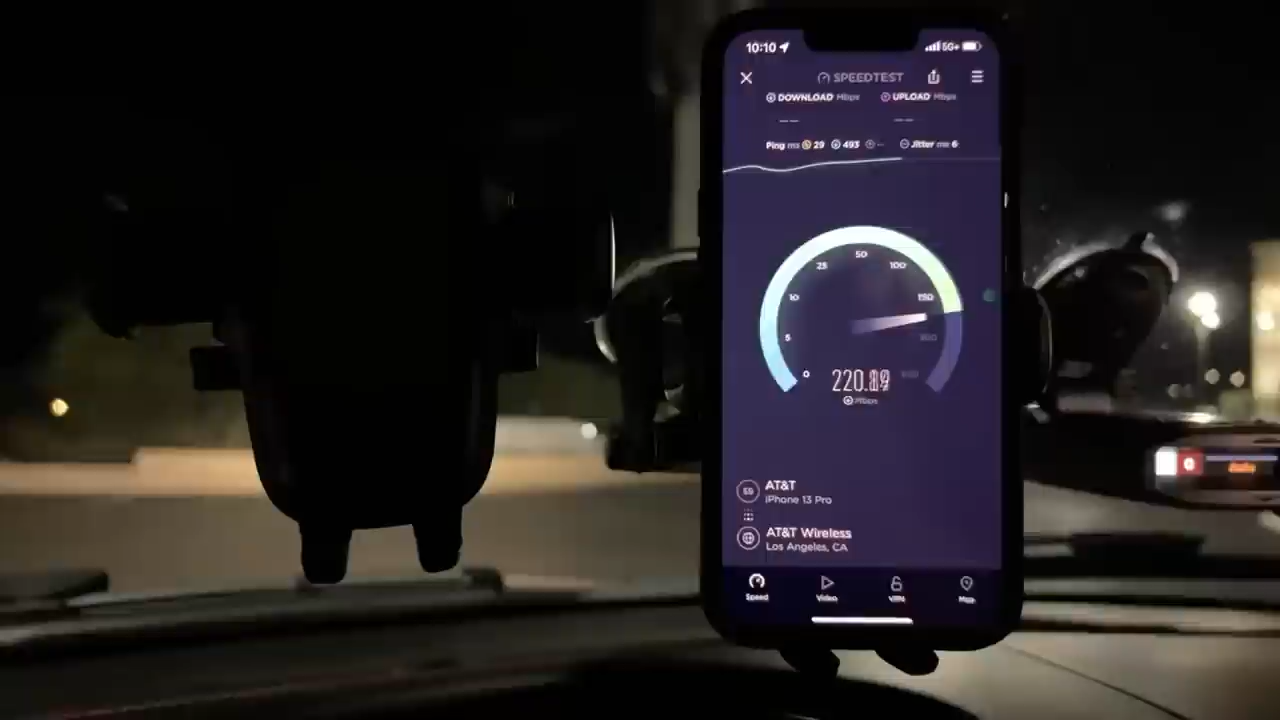 10:10 5G+
SPEEDTEST
DOWNLOAD Mbps UPLOAD Mbps
-- --
Ping ms 29 493 -- Jitter ms 6
50
25 100
10 150
5
0
Mbps
AT&T
iPhone 13 Pro
AT&T Wireless
Los Angeles, CA
Speed Video VPN Map